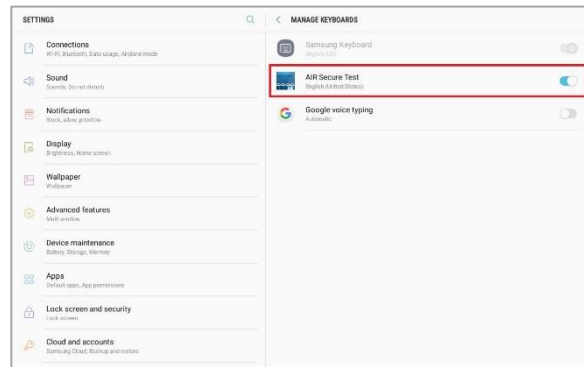 SETTINGS
Connections
Wi-Fi, Bluetooth, Data usage, Airplane mode
Sound
Sounds, Do not disturb
Notifications
Block, allow, prioritize
Display
Brightness, Home screen
Wallpaper
Wallpaper
Advanced features
Multi window
Device maintenance
Battery, Storage, Memory
Apps
Default apps, App permissions
Lock screen and security
Lock screen
Cloud and accounts
Samsung Cloud, Backup and restore
MANAGE KEYBOARDS
Samsung Keyboard
English (US)
AIR Secure Test
English (United States)
Google voice typing
Automatic